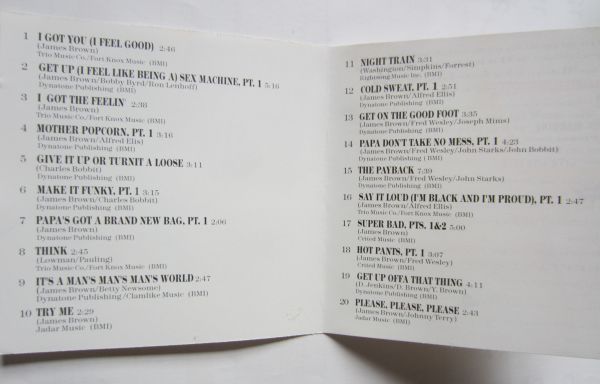 1 I GOT YOU (I FEEL GOOD) 2:46
(James Brown)
Trio Music Co./Fort Knox Music (BMI)
2 GET UP (I FEEL LIKE BEING A) SEX MACHINE, PT. 1 5:16
(James Brown/Bobby Byrd/Ron Lenhoff)
Dynatone Publishing (BMI)
3 I GOT THE FEELIN' 2:38
(James Brown)
Trio Music Co./Fort Knox Music (BMI)
4 MOTHER POPCORN, PT. 1 3:16
(James Brown/Alfred Ellis)
Dynatone Publishing (BMI)
5 GIVE IT UP OR TURNIT A LOOSE 3:11
(Charles Bobbit)
Dynatone Publishing (BMI)
6 MAKE IT FUNKY, PT. 1 3:15
(James Brown/Charles Bobbit)
Dynatone Publishing (BMI)
7 PAPA'S GOT A BRAND NEW BAG, PT. 1 2:06
(James Brown)
Dynatone Publishing (BMI)
8 THINK 2:45
(Lowman/Pauling)
Trio Music Co./Fort Knox Music (BMI)
9 IT'S A MAN'S MAN'S MAN'S WORLD 2:47
(James Brown/Betty Newsome)
Dynatone Publishing/Clamlike Music (BMI)
10 TRY ME 2:29
(James Brown)
Jadar Music (BMI)
11 NIGHT TRAIN 3:31
(Washington/Simpkins/Forrest)
Rightsong Music Inc. (BMI)
12 COLD SWEAT, PT. 1 2:51
(James Brown/Alfred Ellis)
Dynatone Publishing (BMI)
13 GET ON THE GOOD FOOT 3:35
(James Brown/Fred Wesley/Joseph Mims)
Dynatone Publishing (BMI)
14 PAPA DON'T TAKE NO MESS, PT. 1 4:23
(James Brown/Fred Wesley/John Starks/John Bobbit)
Dynatone Publishing (BMI)
15 THE PAYBACK 7:39
(James Brown/Fred Wesley/John Starks)
Dynatone Publishing (BMI)
16 SAY IT LOUD (I'M BLACK AND I'M PROUD), PT. 1 2:47
(James Brown/Alfred Ellis)
Trio Music Co./Fort Knox Music (BMI)
17 SUPER BAD, PTS. 1&2 5:00
(James Brown)
Crited Music (BMI)
18 HOT PANTS, PT. 1 3:07
(James Brown/Fred Wesley)
Crited Music (BMI)
19 GET UP OFFA THAT THING 4:11
(D. Jenkins/D. Brown/Y. Brown)
Dynatone Publishing (BMI)
20 PLEASE, PLEASE, PLEASE 2:43
(James Brown/Johnny Terry)
Jadar Music (BMI)